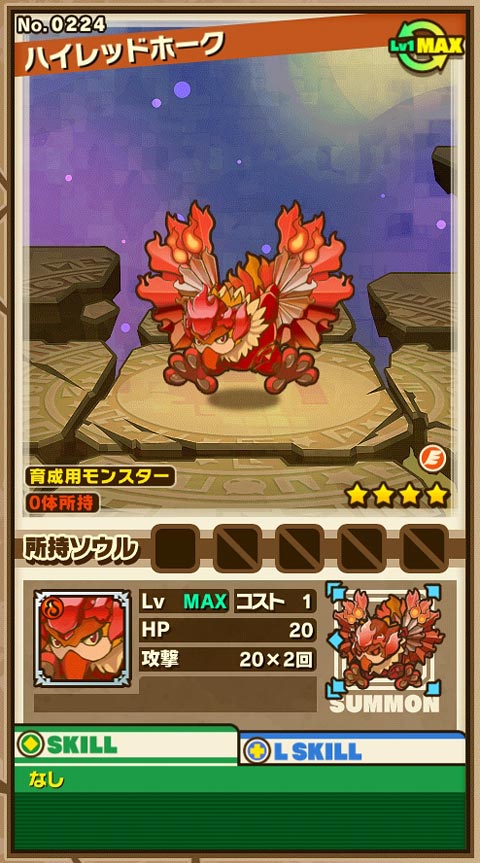 No.0224
ハイレッドホーク
Lv1 MAX
育成用モンスター
0体所持
所持ソウル
Lv MAX コスト 1
HP 20
攻撃 20×2回
SUMMON
SKILL
L SKILL
なし